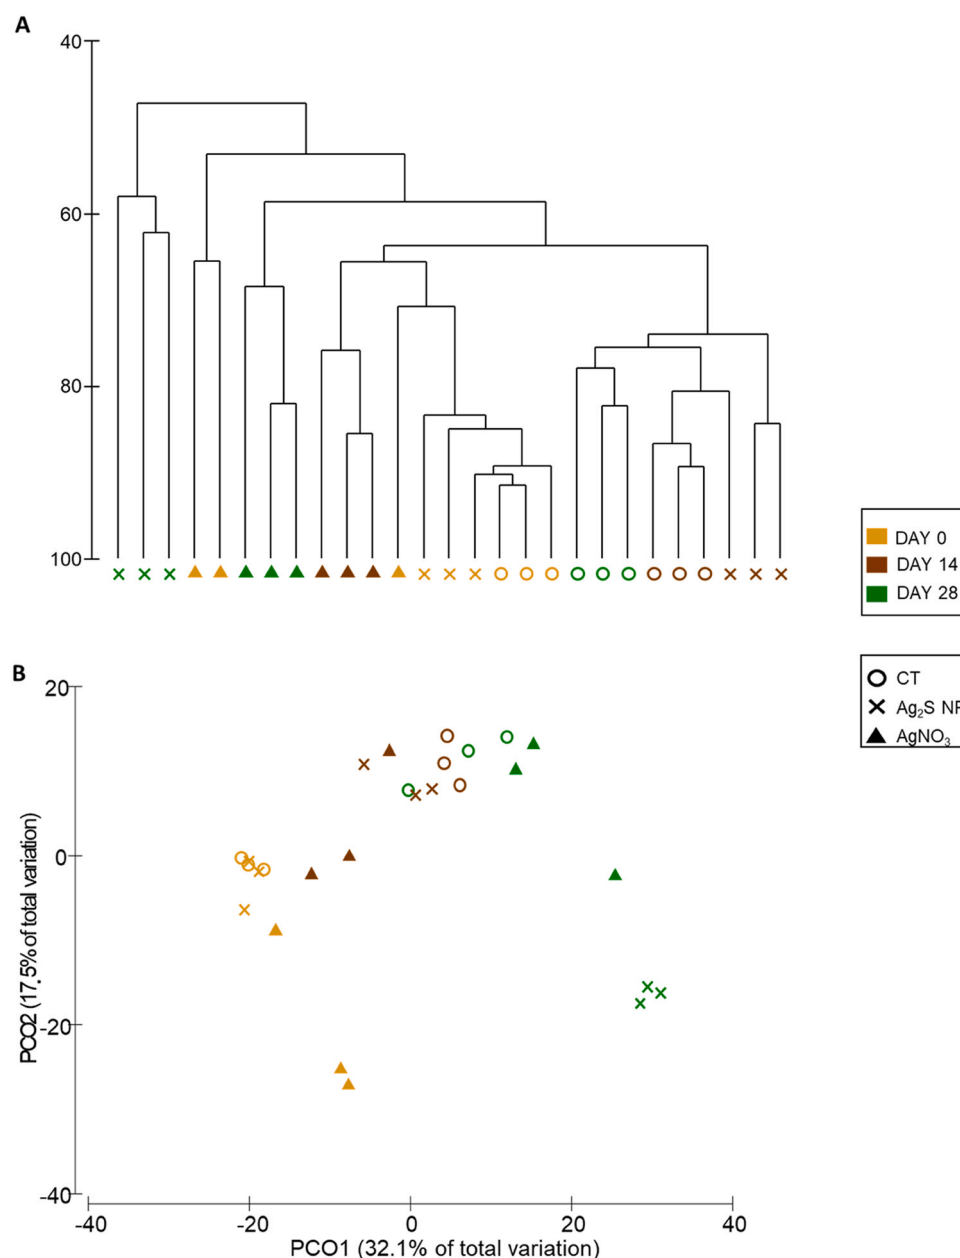 A
40
60
80
100
DAY 0
DAY 14
DAY 28
B
20
0
-20
-40
PCO2 (17.5% of total variation)
CT
Ag₂S NP
AgNO₃
-40
-20
0
20
40
PCO1 (32.1% of total variation)